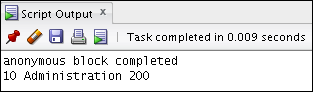 Script Output
Task completed in 0.009 seconds
anonymous block completed
10 Administration 200